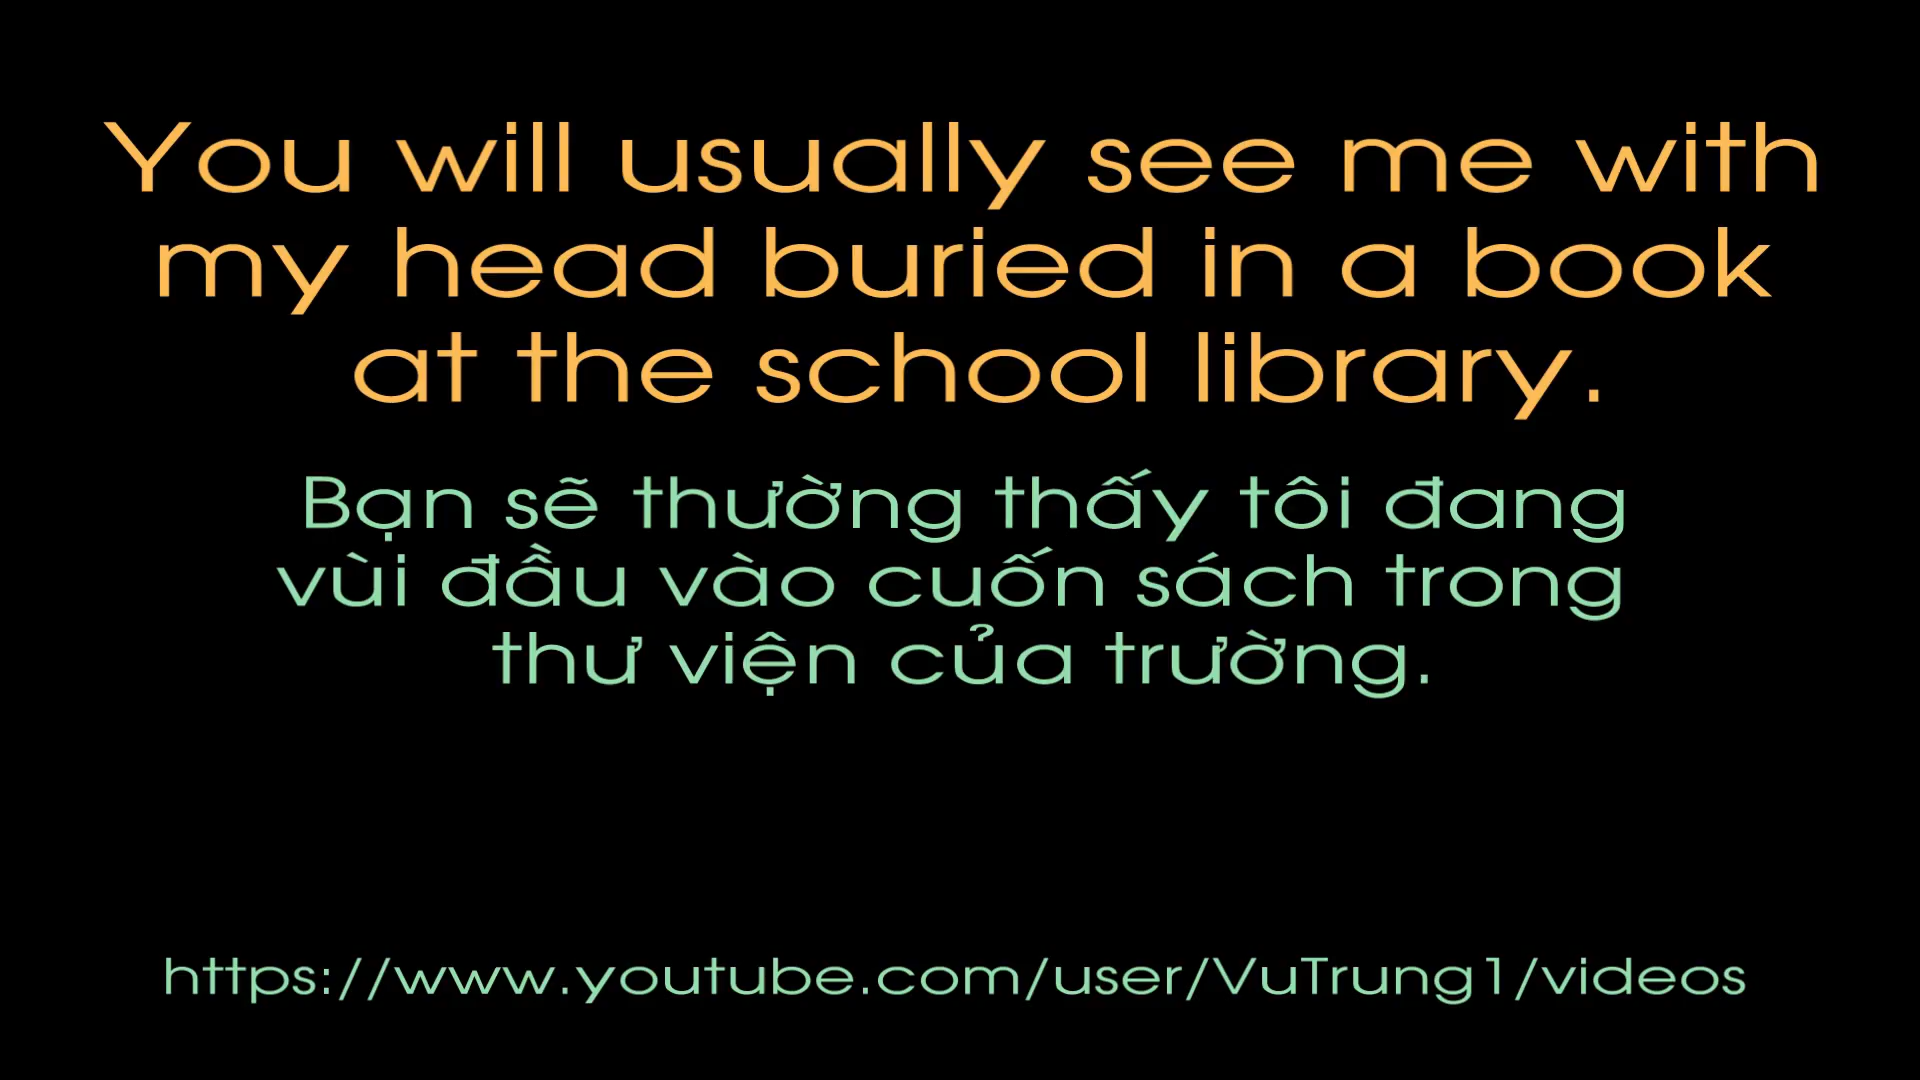 You will usually see me with
my head buried in a book
at the school library.
Bạn sẽ thường thấy tôi đang
vùi đầu vào cuốn sách trong
thư viện của trường.
https://www.youtube.com/user/VuTrung1/videos